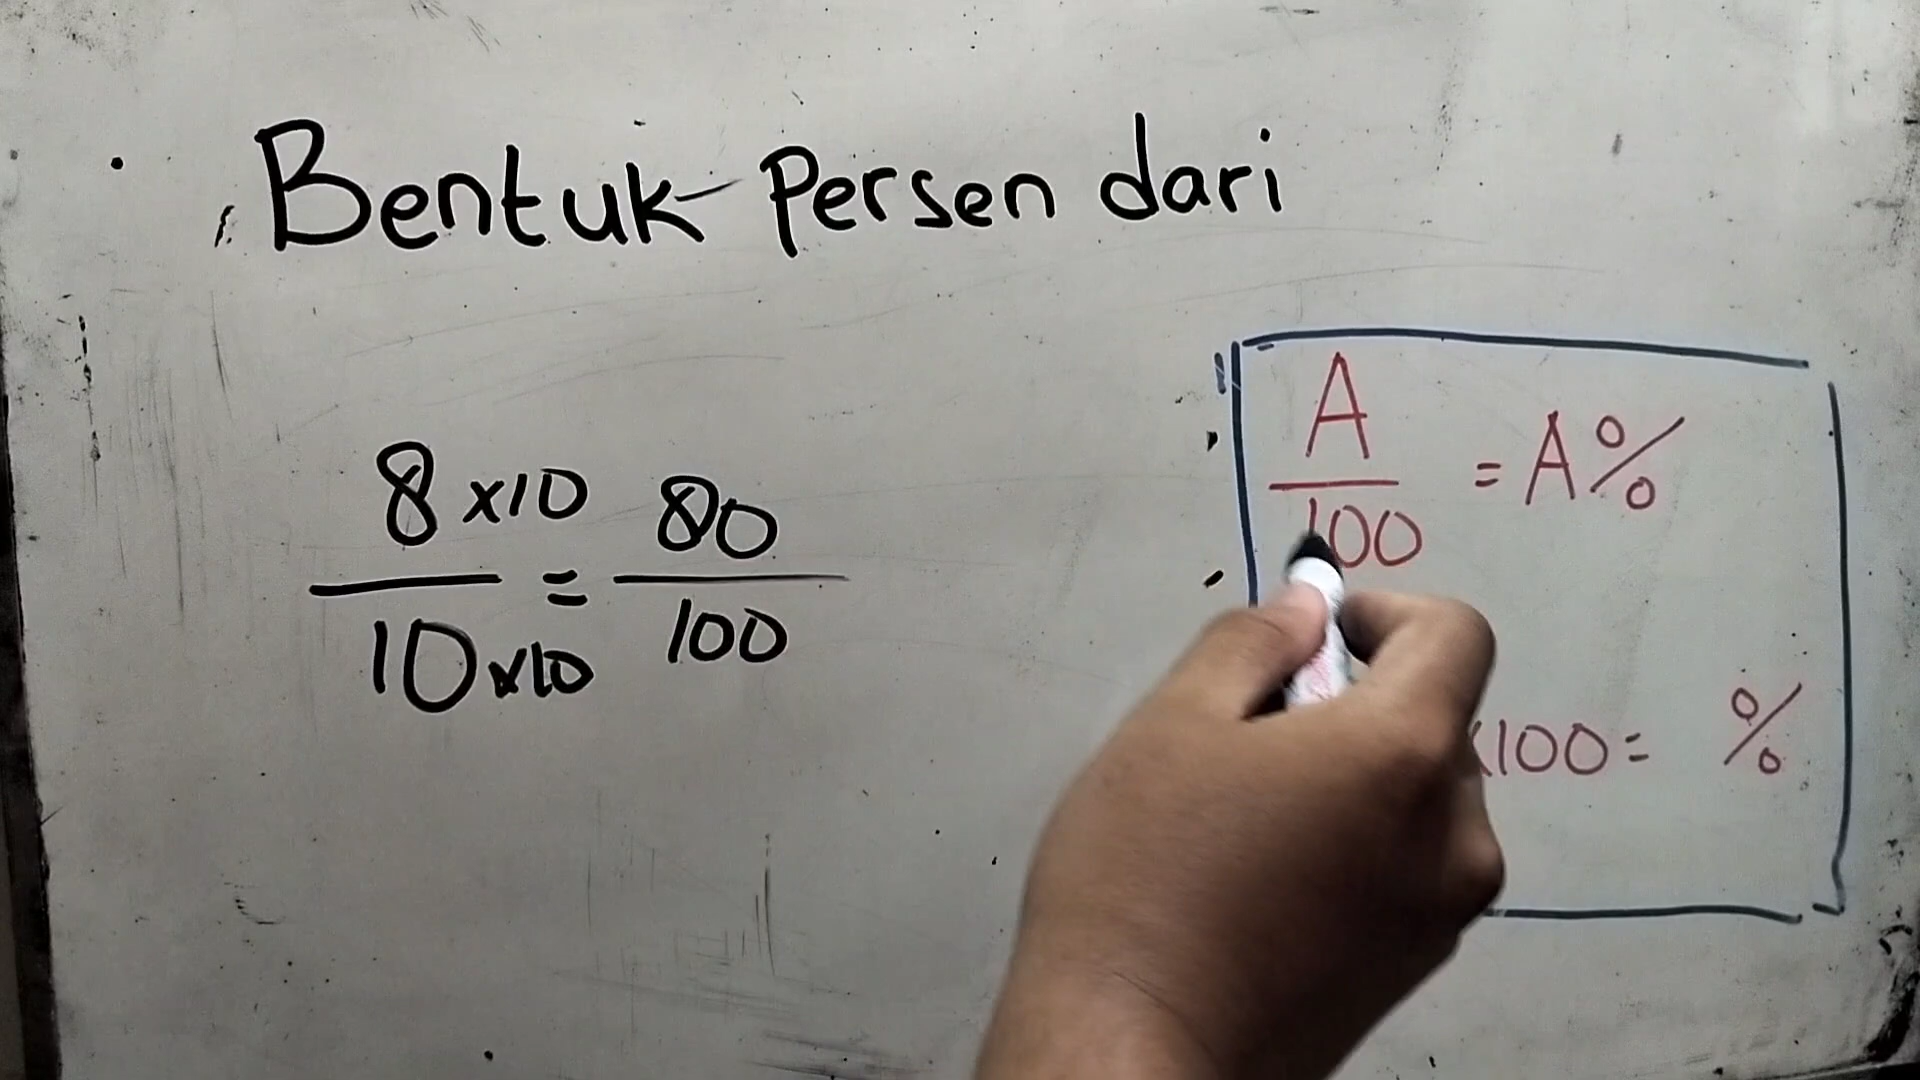 Bentuk Persen dari
8 x10 / 10 x10 = 80 / 100
A / 100 = A%
x100 = %